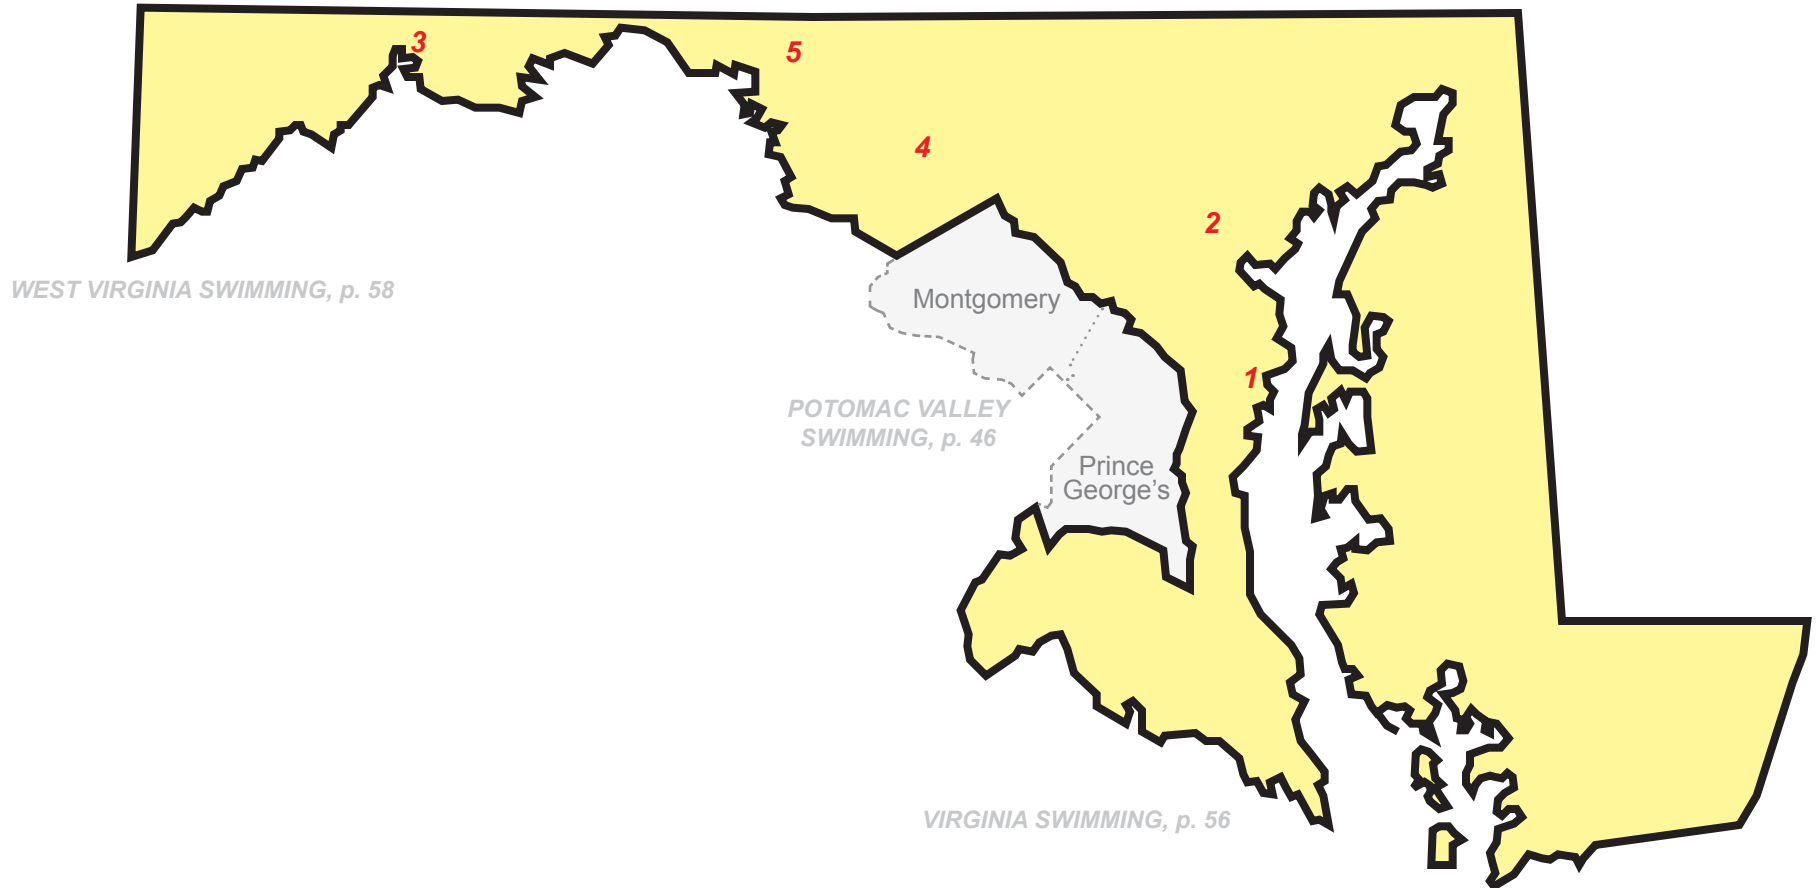 3
5
4
2
WEST VIRGINIA SWIMMING, p. 58
Montgomery
1
POTOMAC VALLEY
SWIMMING, p. 46
Prince
George's
VIRGINIA SWIMMING, p. 56